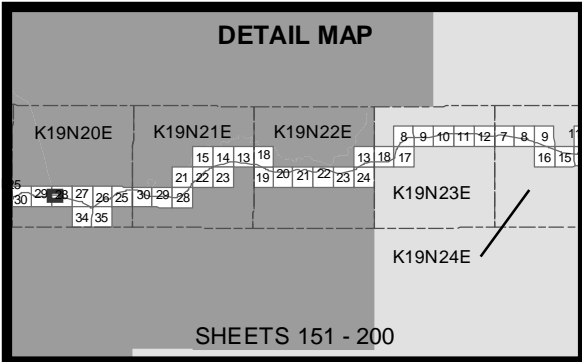 DETAIL MAP
K19N20E K19N21E K19N22E
8 9 10 11 12 7 8 9
15 14 13 18 13 18 17 16 15
21 22 23 19 20 21 22 23 24
K19N23E
29 28 27 26 25 30 29 28
30
34 35
K19N24E
SHEETS 151 - 200